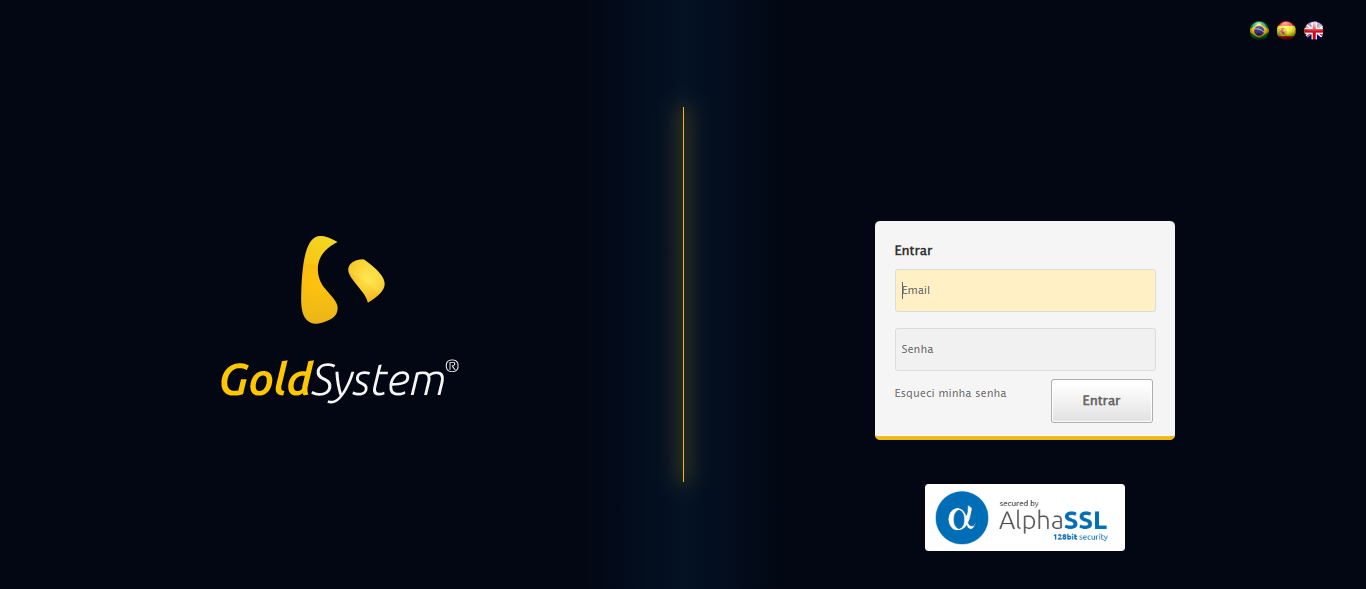 GoldSystem®
Entrar
Email
Senha
Esqueci minha senha
Entrar
α
secured by
AlphaSSL
128bit security